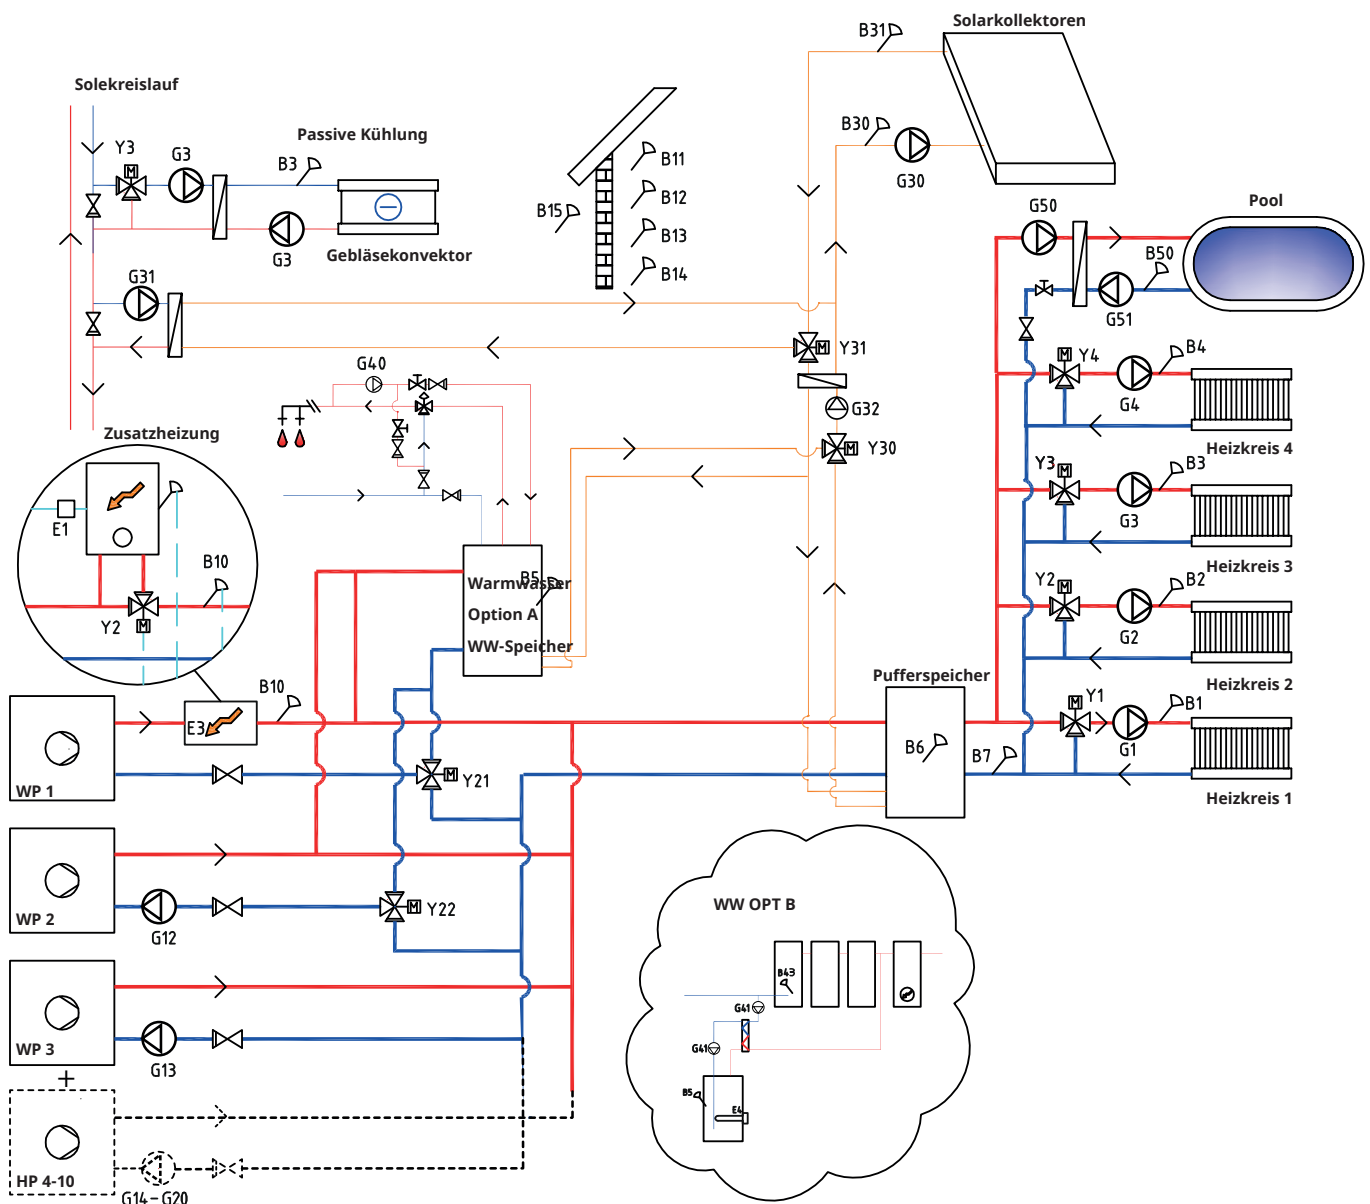 Solarkollektoren
B31
Solekreislauf
B30
G30
Passive Kühlung
Y3
G3
B3
G3
Gebläsekonvektor
B11
B12
B15
B13
B14
Pool
G50
B50
G51
G31
Y31
G40
G32
Y30
Y4
B4
G4
Heizkreis 4
Zusatzheizung
E1
B10
Y2
M
Y3
B3
G3
Heizkreis 3
Warmwasser
B5
Option A
WW-Speicher
Y2
B2
G2
Heizkreis 2
Pufferspeicher
B10
E3
B6
B7
Y1
B1
G1
Heizkreis 1
WP 1
M
Y21
WP 2
G12
M
Y22
WP 3
G13
+
HP 4-10
G14-G20
WW OPT B
B43
G41
G41
B5
E4
M
M
M
M
M
M
M